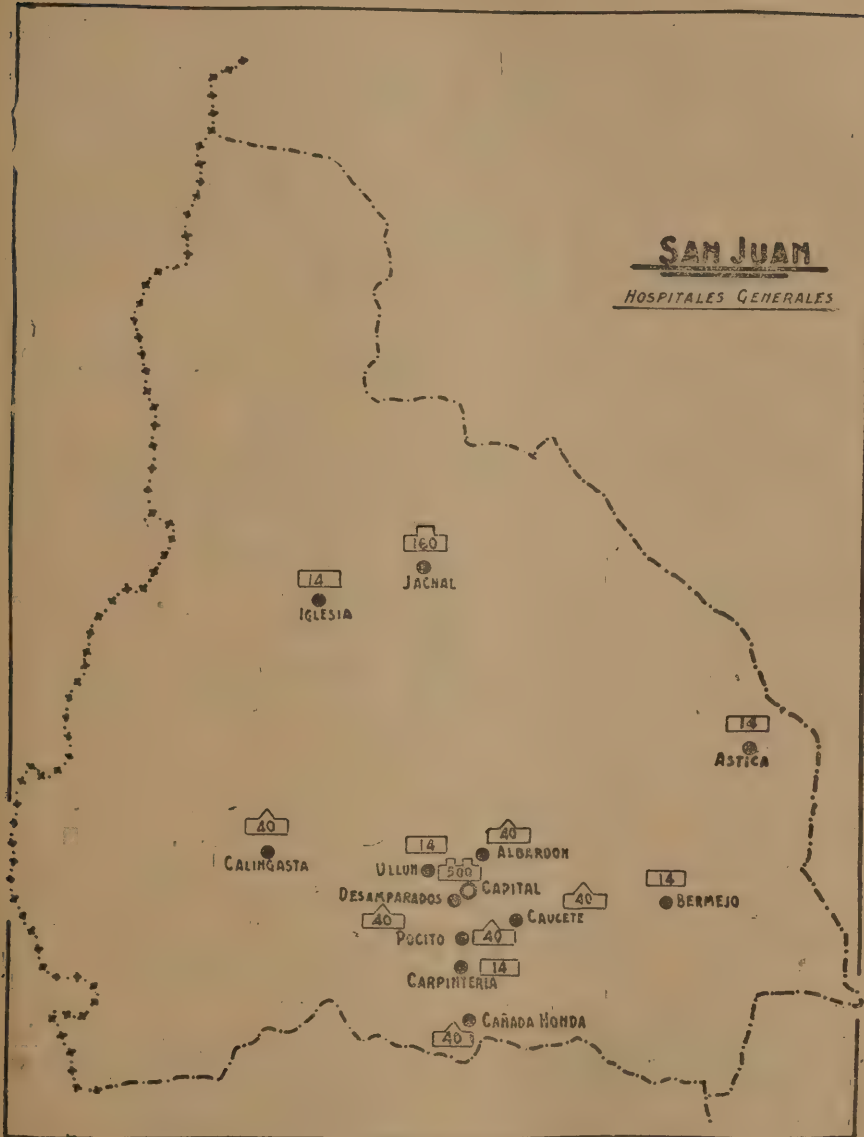 SAN JUAN
HOSPITALES GENERALES
160
JACHAL
14
IGLESIA
14
ASTICA
40
CALINGASTA
14
ULLUM
40
ALBARDON
500
CAPITAL
DESAMPARADOS
40
CAUCETE
40
14
BERMEJO
POCITO
40
CARPINTERIA
14
CAÑADA HONDA
40